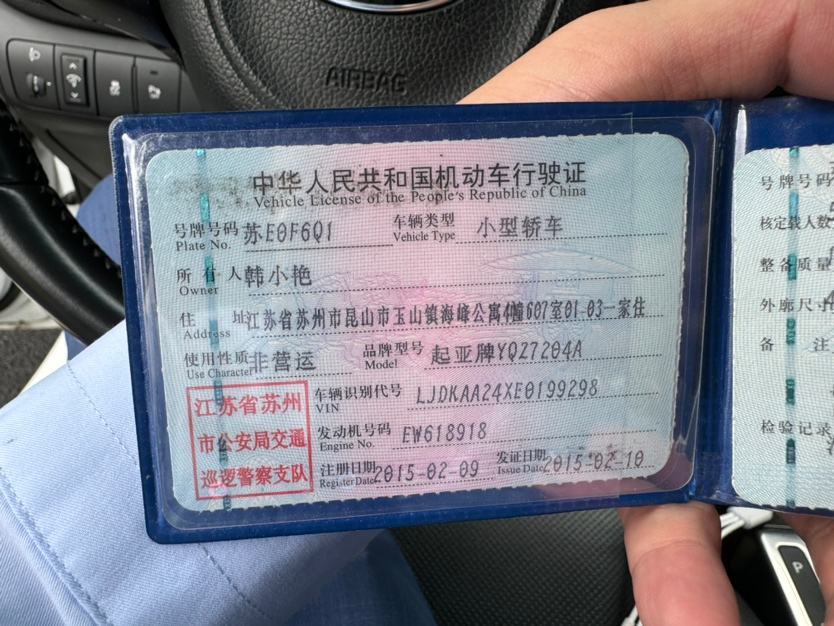 AIRBAG
中华人民共和国机动车行驶证
Vehicle License of the People's Republic of China
号牌号码 苏E0F6Q1 车辆类型 小型轿车
Plate No. Vehicle Type
所有人 韩小艳
Owner
住址 江苏省苏州市昆山市玉山镇海峰公寓4幢607室01-03一家住
Address
使用性质 非营运 品牌型号 起亚牌YQZ7204A
Use Character Model
江苏省苏州
市公安局交通
巡逻警察支队
车辆识别代号 LJDKAA24XE0199298
VIN
发动机号码 EW618918
Engine No.
注册日期 2015-02-09 发证日期 2015-02-10
Register Date Issue Date
号牌号码
核定载人数
整备质量
外廓尺寸
备 注
检验记录
P